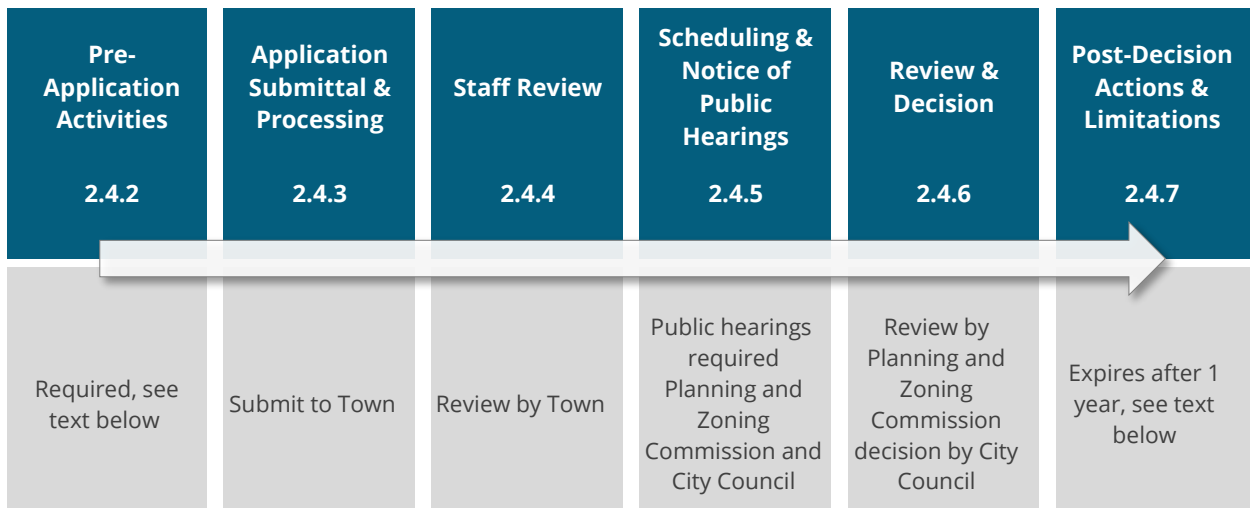 Pre-
Application
Activities
2.4.2
Application
Submittal &
Processing
2.4.3
Staff Review
2.4.4
Scheduling &
Notice of
Public
Hearings
2.4.5
Review &
Decision
2.4.6
Post-Decision
Actions &
Limitations
2.4.7
Required, see
text below
Submit to Town
Review by Town
Public hearings
required
Planning and
Zoning
Commission and
City Council
Review by
Planning and
Zoning
Commission
decision by City
Council
Expires after 1
year, see text
below